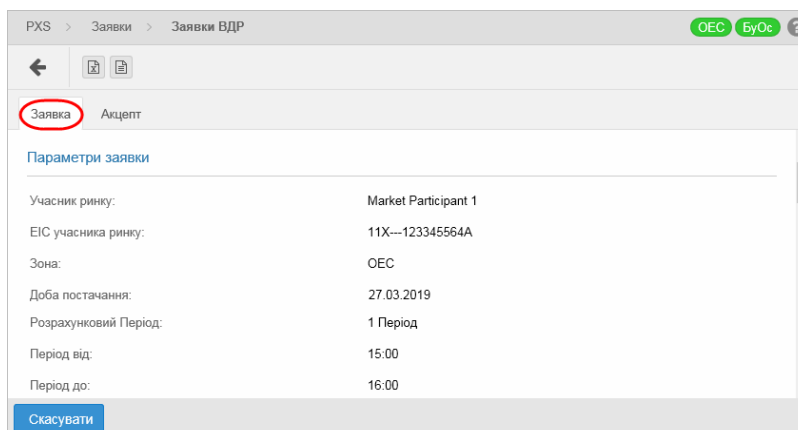 PXS > Заявки > Заявки ВДР ОЕС БуОс ?
Заявка Акцепт
Параметри заявки
Учасник ринку: Market Participant 1
EIC учасника ринку: 11X---123345564A
Зона: ОЕС
Доба постачання: 27.03.2019
Розрахунковий Період: 1 Період
Період від: 15:00
Період до: 16:00
Скасувати